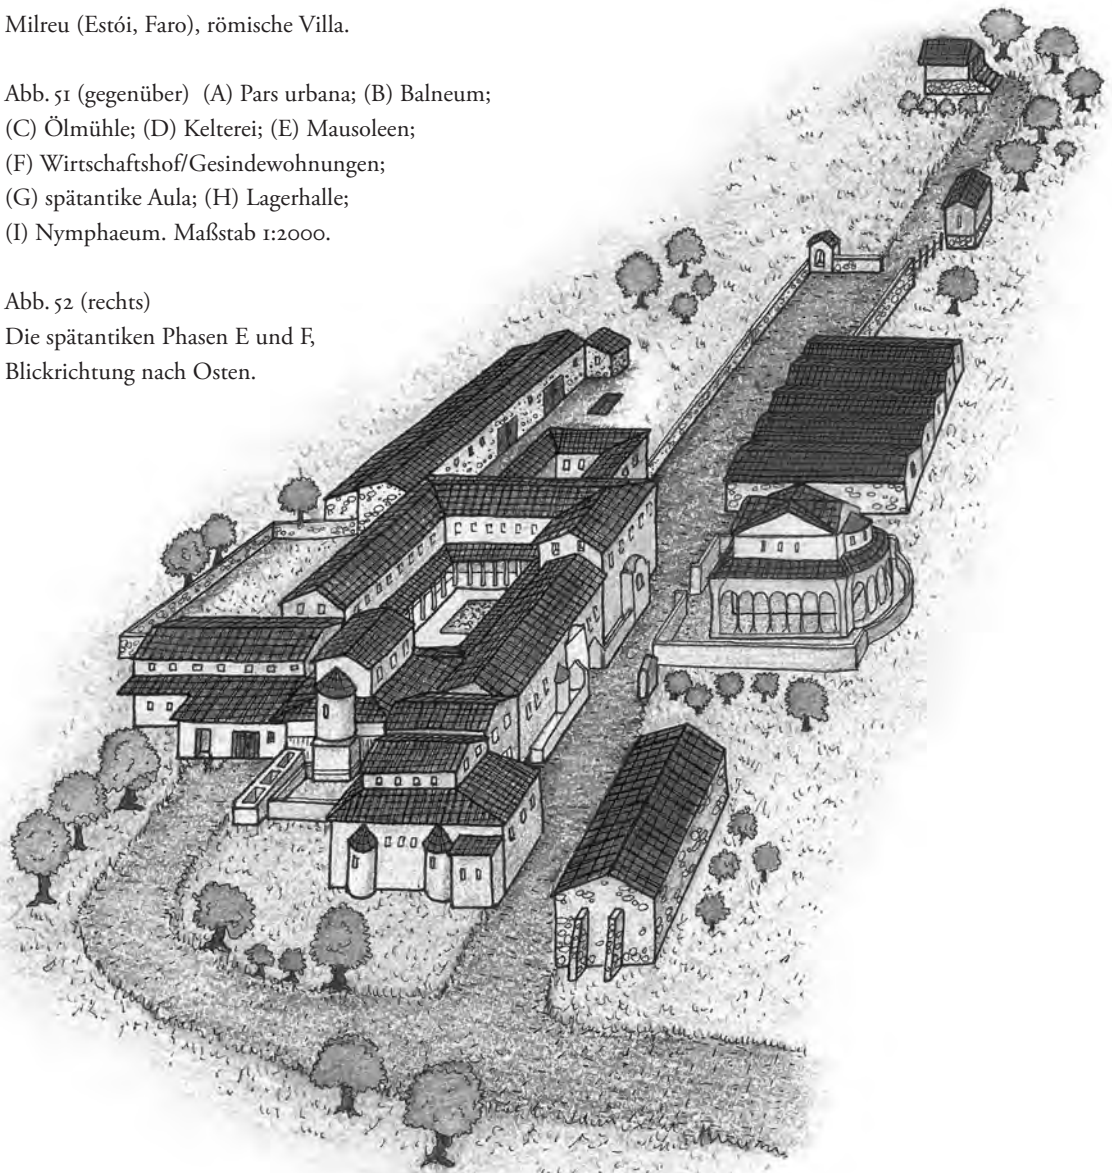 Milreu (Estói, Faro), römische Villa.
Abb. 51 (gegenüber) (A) Pars urbana; (B) Balneum;
(C) Ölmühle; (D) Kelterei; (E) Mausoleen;
(F) Wirtschaftshof/Gesindewohnungen;
(G) spätantike Aula; (H) Lagerhalle;
(I) Nymphaeum. Maßstab 1:2000.
Abb. 52 (rechts)
Die spätantiken Phasen E und F,
Blickrichtung nach Osten.